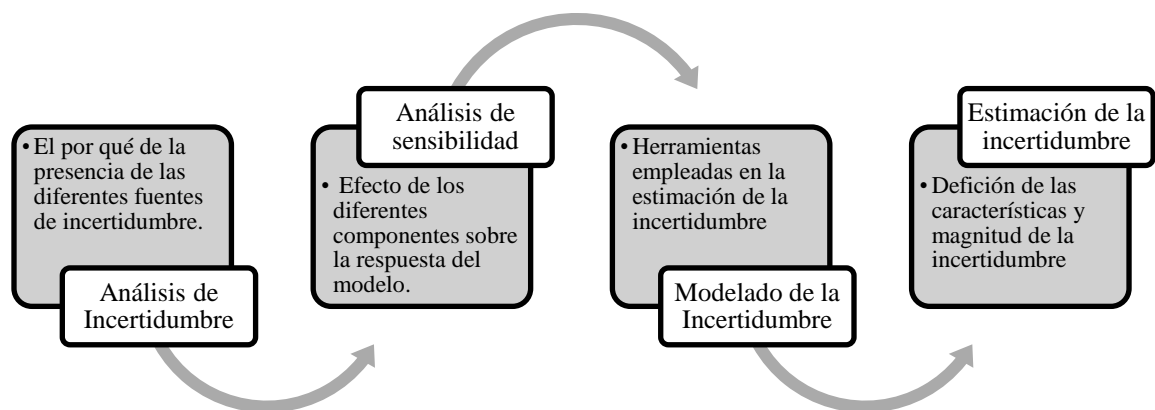 • El por qué de la
presencia de las
diferentes fuentes
de incertidumbre.
Análisis de
Incertidumbre
Análisis de
sensibilidad
• Efecto de los
diferentes
componentes sobre
la respuesta del
modelo.
• Herramientas
empleadas en la
estimación de la
incertidumbre
Modelado de la
Incertidumbre
Estimación de la
incertidumbre
• Defición de las
características y
magnitud de la
incertidumbre